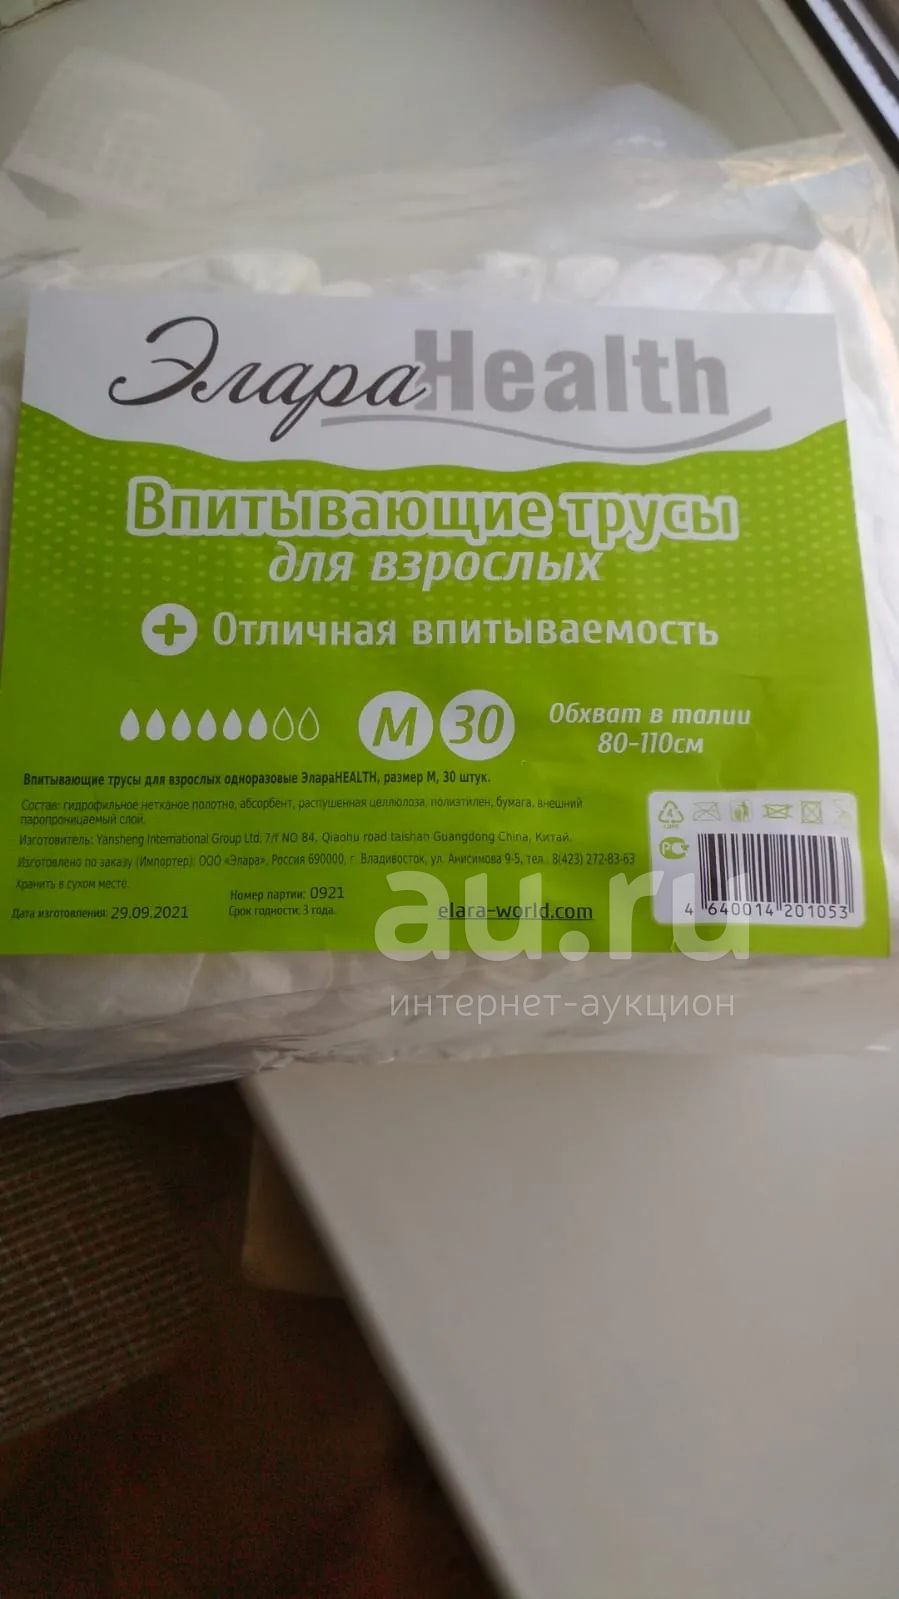 ЭлараHealth
Впитывающие трусы
для взрослых
+ Отличная впитываемость
M 30
Обхват в талии
80-110см
Впитывающие трусы для взрослых одноразовые ЭлараHEALTH, размер M, 30 штук.
Состав: гидрофильное нетканое полотно, абсорбент, распушенная целлюлоза, полиэтилен, бумага, внешний
паропроницаемый слой.
Изготовитель: Yansheng International Group Ltd. 7/f NO 84, Qiaohu road taishan Guangdong China, Китай.
Изготовлено по заказу (Импортер): ООО «Элара», Россия 690000, г. Владивосток, ул. Анисимова 9-5, тел.: 8(423) 272-83-63
Хранить в сухом месте.
Номер партии: 0921
Дата изготовления: 29.09.2021
Срок годности: 3 года.
elara-world.com
4 640014 201053
au.ru
интернет-аукцион